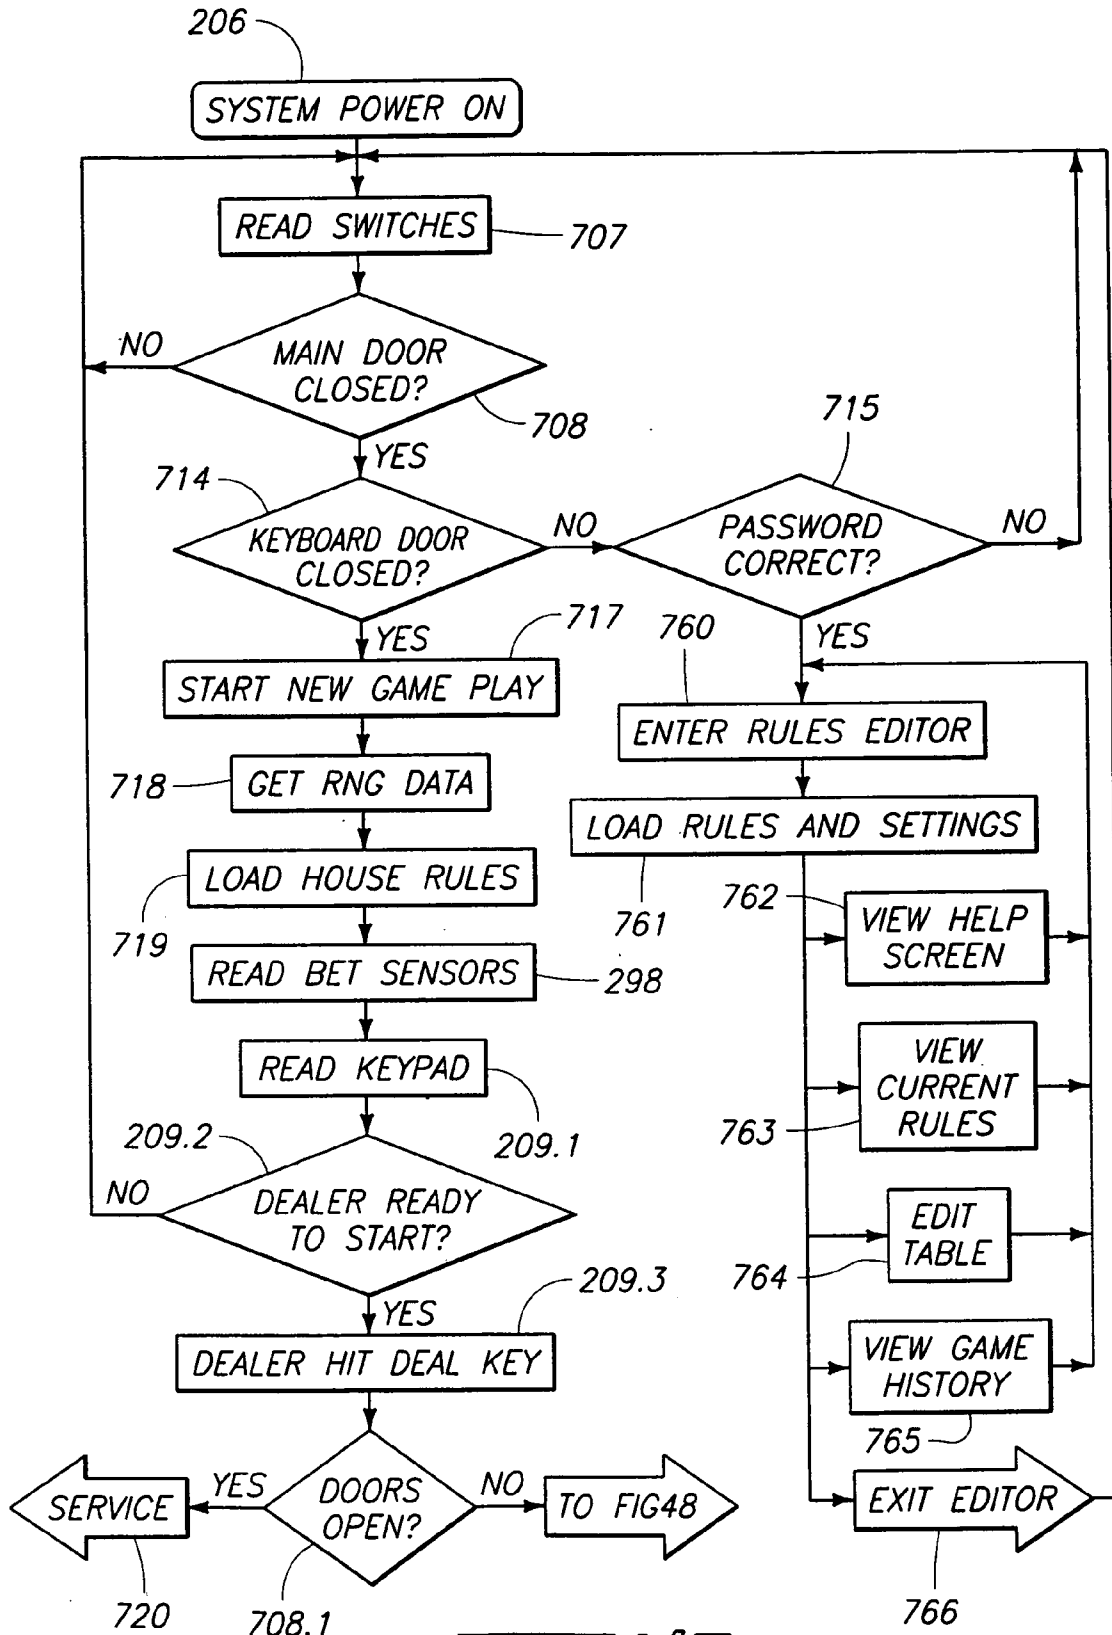 206
SYSTEM POWER ON
READ SWITCHES
707
NO
MAIN DOOR
CLOSED?
708
YES
714
KEYBOARD DOOR
CLOSED?
NO
715
PASSWORD
CORRECT?
NO
YES
717
START NEW GAME PLAY
718
GET RNG DATA
LOAD HOUSE RULES
719
READ BET SENSORS
298
READ KEYPAD
209.1
209.2
DEALER READY
TO START?
NO
YES
209.3
DEALER HIT DEAL KEY
DOORS
OPEN?
708.1
YES
SERVICE
720
NO
TO FIG48
YES
760
ENTER RULES EDITOR
LOAD RULES AND SETTINGS
761
762
VIEW HELP
SCREEN
VIEW
CURRENT
RULES
763
EDIT
TABLE
764
VIEW GAME
HISTORY
765
EXIT EDITOR
766